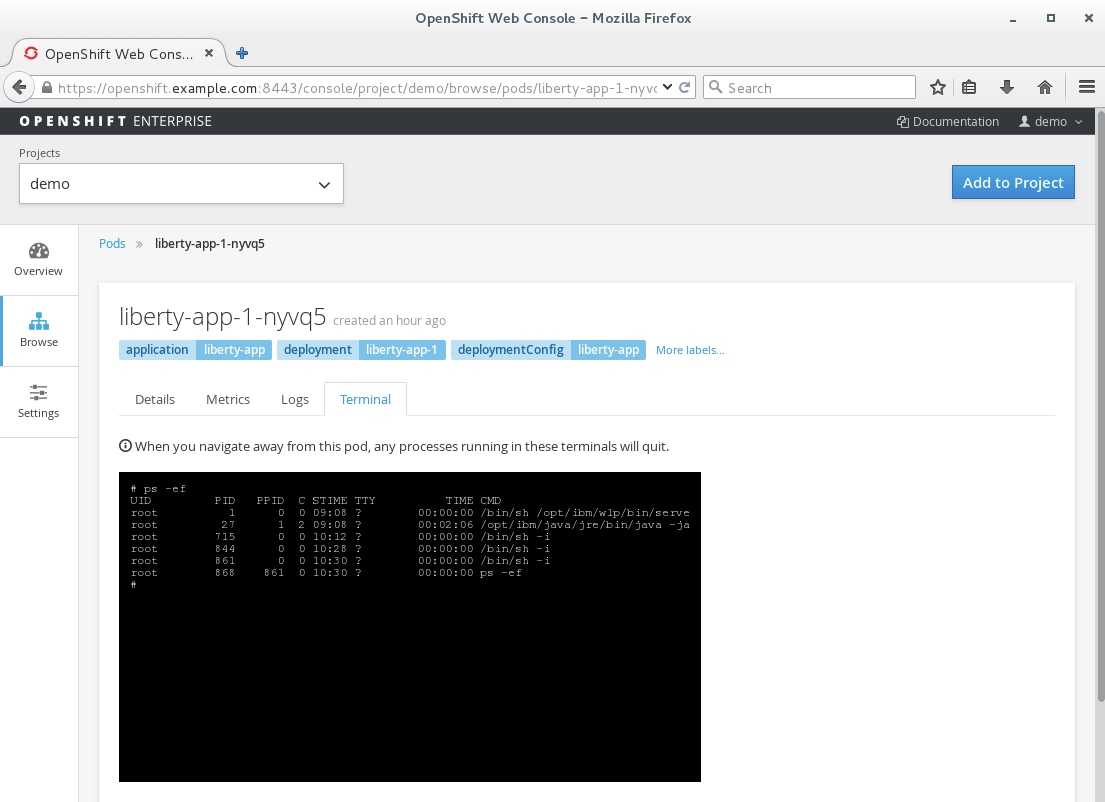 OpenShift Web Console – Mozilla Firefox
OpenShift Web Cons...
https://openshift.example.com:8443/console/project/demo/browse/pods/liberty-app-1-nyvq
Search
OPENSHIFT ENTERPRISE
Documentation
demo
Projects
demo
Add to Project
Overview
Browse
Settings
Pods » liberty-app-1-nyvq5
liberty-app-1-nyvq5 created an hour ago
application liberty-app deployment liberty-app-1 deploymentConfig liberty-app More labels...
Details Metrics Logs Terminal
When you navigate away from this pod, any processes running in these terminals will quit.
# ps -ef
UID         PID   PPID  C STIME TTY          TIME CMD
root           1      0  0 09:08 ?        00:00:00 /bin/sh /opt/ibm/wlp/bin/serve
root          27      1  2 09:08 ?        00:02:06 /opt/ibm/java/jre/bin/java -ja
root         715      0  0 10:12 ?        00:00:00 /bin/sh -i
root         844      0  0 10:28 ?        00:00:00 /bin/sh -i
root         861      0  0 10:30 ?        00:00:00 /bin/sh -i
root         868    861  0 10:30 ?        00:00:00 ps -ef
#